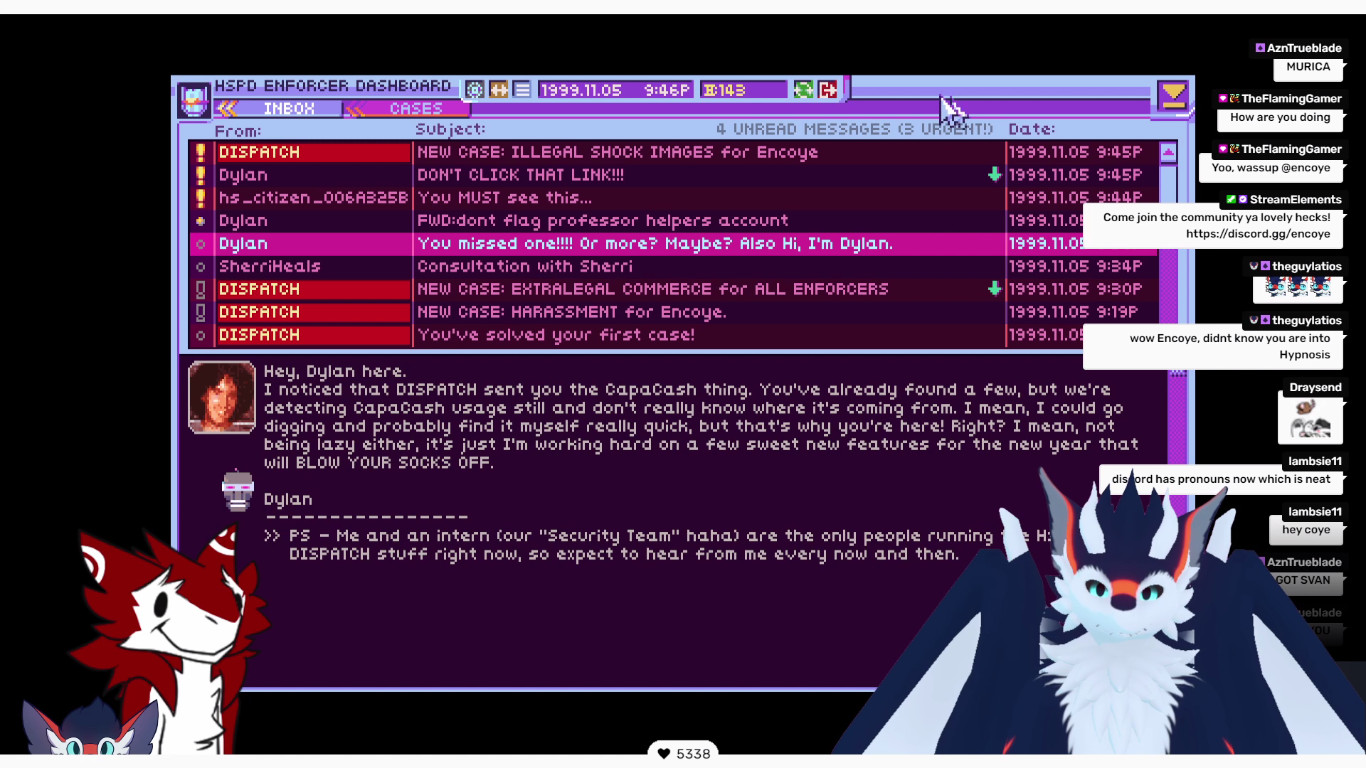 HSPD ENFORCER DASHBOARD
1999.11.05 9:46P
143
INBOX
CASES
From:
Subject:
4 UNREAD MESSAGES (3 URGENT!)
Date:
DISPATCH NEW CASE: ILLEGAL SHOCK IMAGES for Encoye 1999.11.05 9:45P
Dylan DON'T CLICK THAT LINK!!! 1999.11.05 9:45P
hs_citizen_006A325B You MUST see this... 1999.11.05 9:44P
Dylan FWD:dont flag professor helpers account 1999.11.05 9:44
Dylan You missed one!!!! Or more? Maybe? Also Hi, I'm Dylan. 1999.11.05
SherriHeals Consultation with Sherri 1999.11.05 9:34P
DISPATCH NEW CASE: EXTRALEGAL COMMERCE for ALL ENFORCERS 1999.11.05 9:30P
DISPATCH NEW CASE: HARASSMENT for Encoye. 1999.11.05 9:19P
DISPATCH You've solved your first case! 1999.11.05
Hey, Dylan here.
I noticed that DISPATCH sent you the CapaCash thing. You've already found a few, but we're
detecting CapaCash usage still and don't really know where it's coming from. I mean, I could go
digging and probably find it myself really quick, but that's why you're here! Right? I mean, not
being lazy either, it's just I'm working hard on a few sweet new features for the new year that
will BLOW YOUR SOCKS OFF.
Dylan
-----------------
>> PS - Me and an intern (our "Security Team" haha) are the only people running
DISPATCH stuff right now, so expect to hear from me every now and then.
AznTrueblade
MURICA
TheFlamingGamer
How are you doing
TheFlamingGamer
Yoo, wassup @encoye
StreamElements
Come join the community ya lovely hecks!
https://discord.gg/encoye
theguylatios
theguylatios
wow Encoye, didnt know you are into
Hypnosis
Draysend
lambsie11
discord has pronouns now which is neat
lambsie11
hey coye
AznTrueblade
GOT SVAN
ueblade
5338